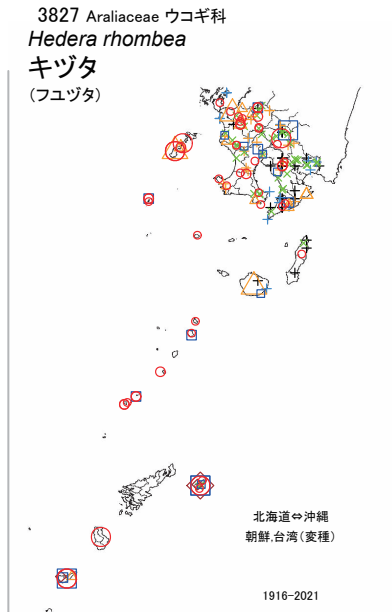 3827 Araliaceae ウコギ科
Hedera rhombea
キヅタ
(フユヅタ)
北海道⇔沖縄
朝鮮,台湾(変種)
1916-2021